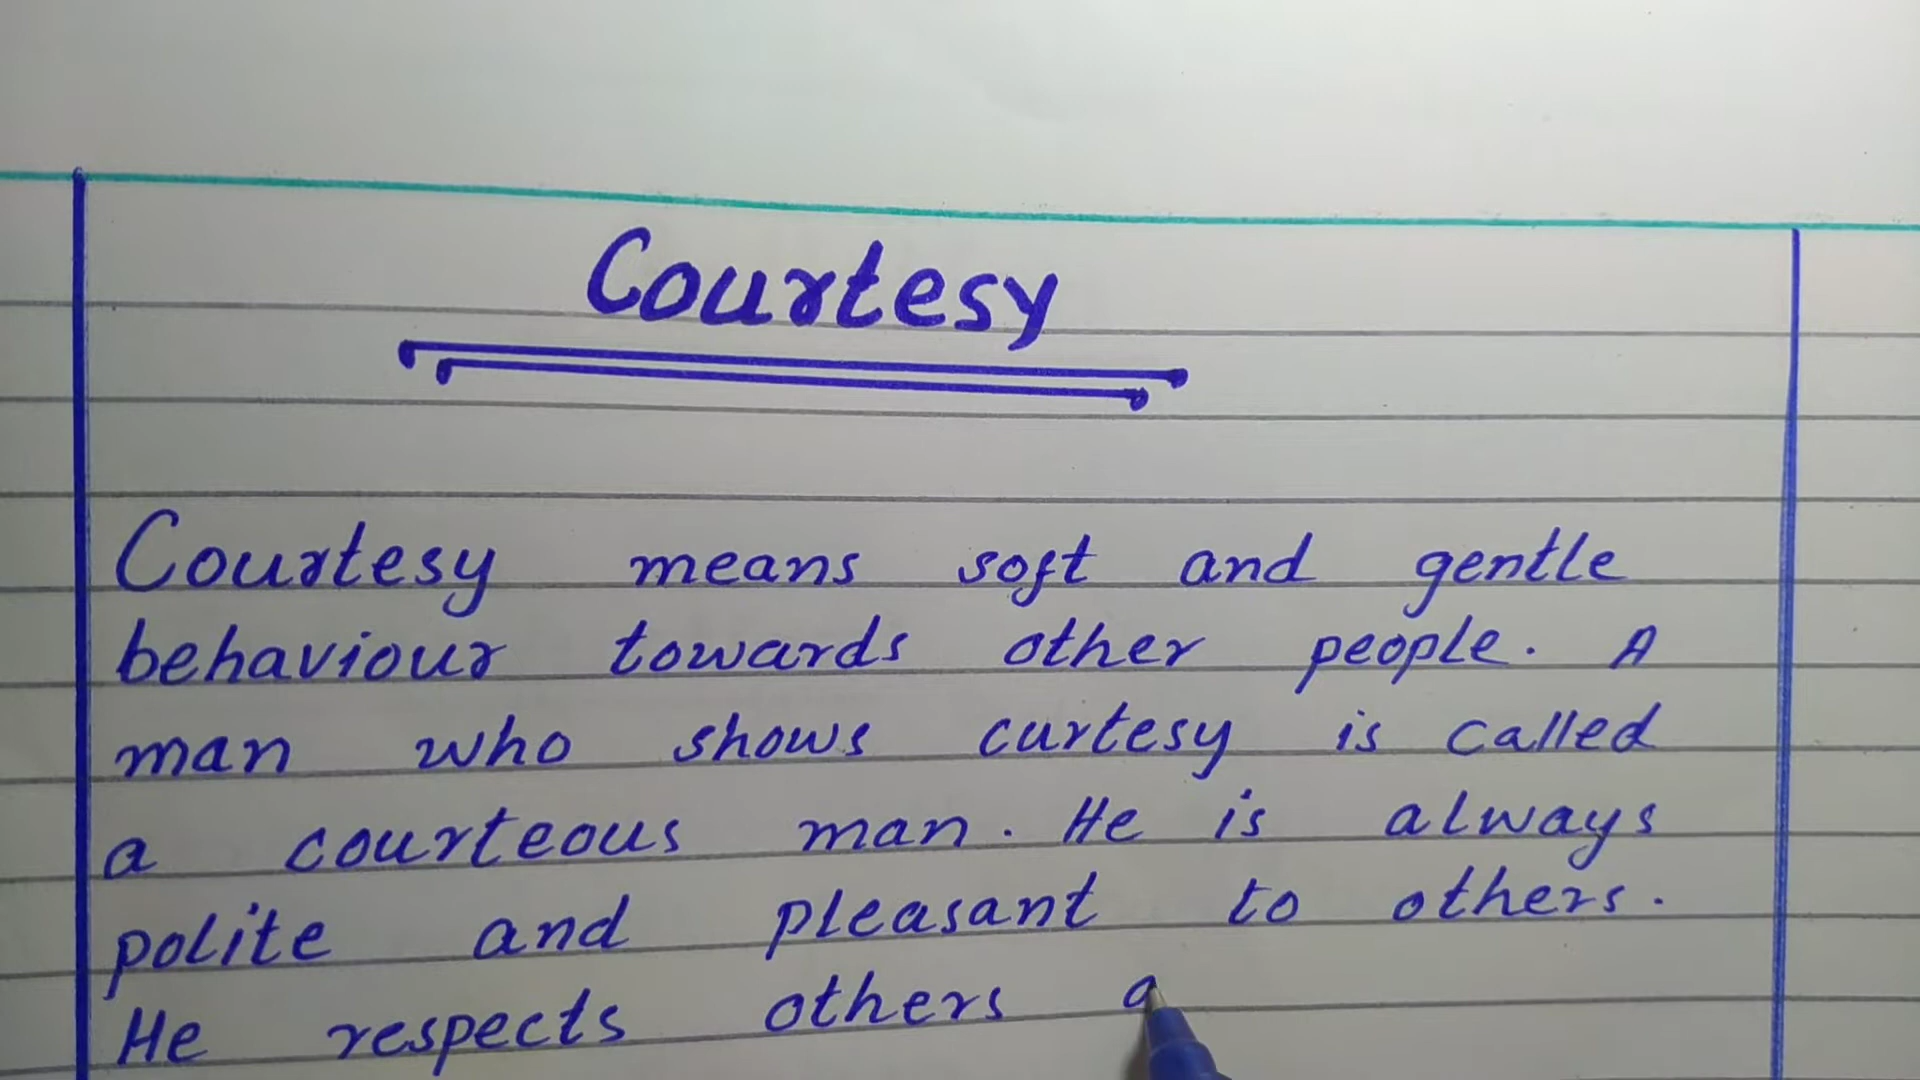 Courtesy
Courtesy means soft and gentle
behaviour towards other people. A
man who shows curtesy is called
a courteous man. He is always
polite and pleasant to others.
He respects others a